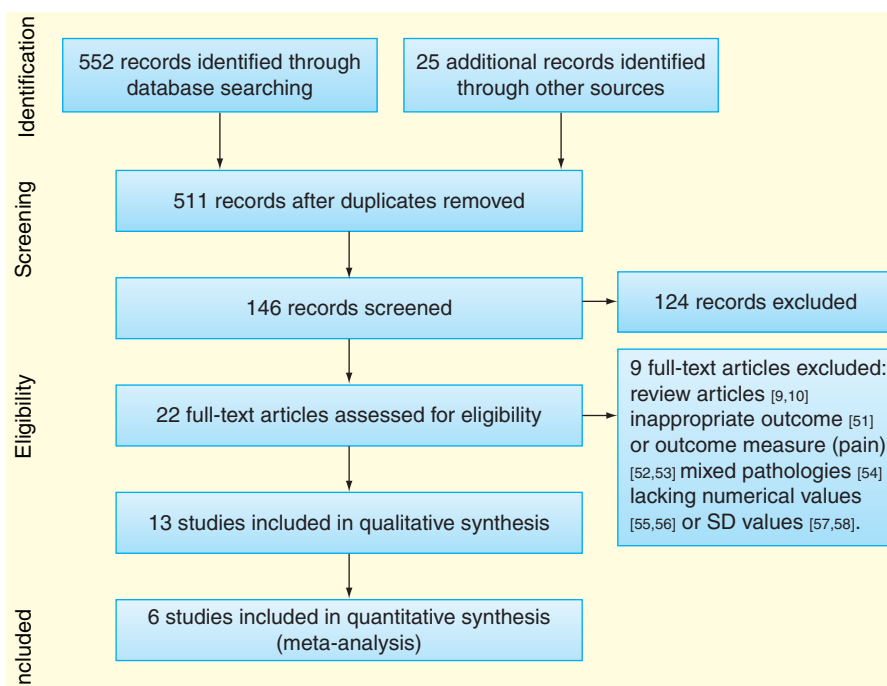 Identification
552 records identified through
database searching
25 additional records identified
through other sources
Screening
511 records after duplicates removed
146 records screened
124 records excluded
Eligibility
22 full-text articles assessed for eligibility
9 full-text articles excluded:
review articles [9,10]
inappropriate outcome [51]
or outcome measure (pain)
[52,53] mixed pathologies [54]
lacking numerical values
[55,56] or SD values [57,58].
13 studies included in qualitative synthesis
ncluded
6 studies included in quantitative synthesis
(meta-analysis)